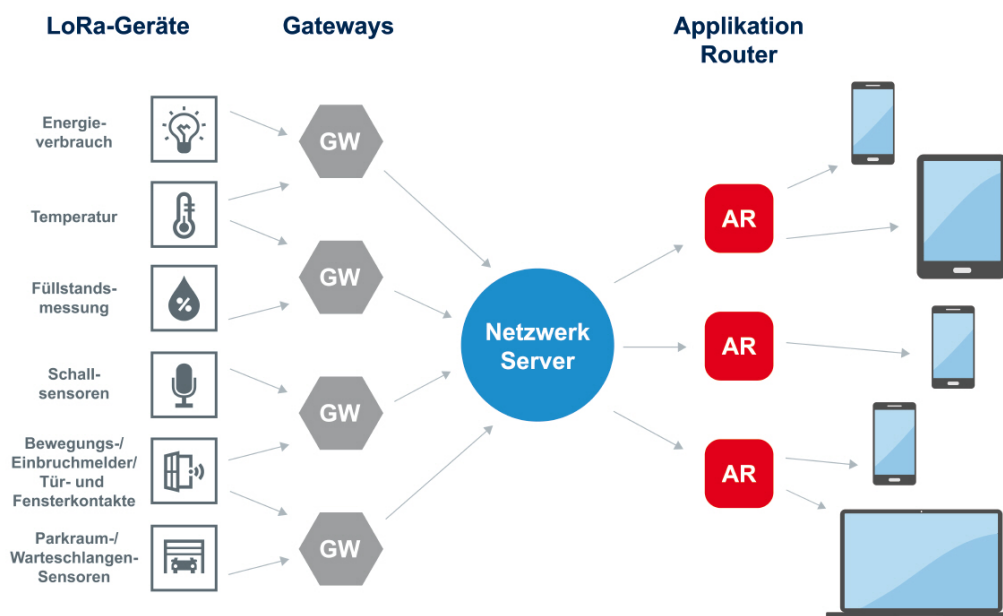 LoRa-Geräte
Gateways
Applikation
Router
Energie-
verbrauch
Temperatur
Füllstands-
messung
%
Schall-
sensoren
Bewegungs-/
Einbruchmelder/
Tür- und
Fensterkontakte
Parkraum-/
Warteschlangen-
Sensoren
GW
GW
GW
GW
Netzwerk
Server
AR
AR
AR